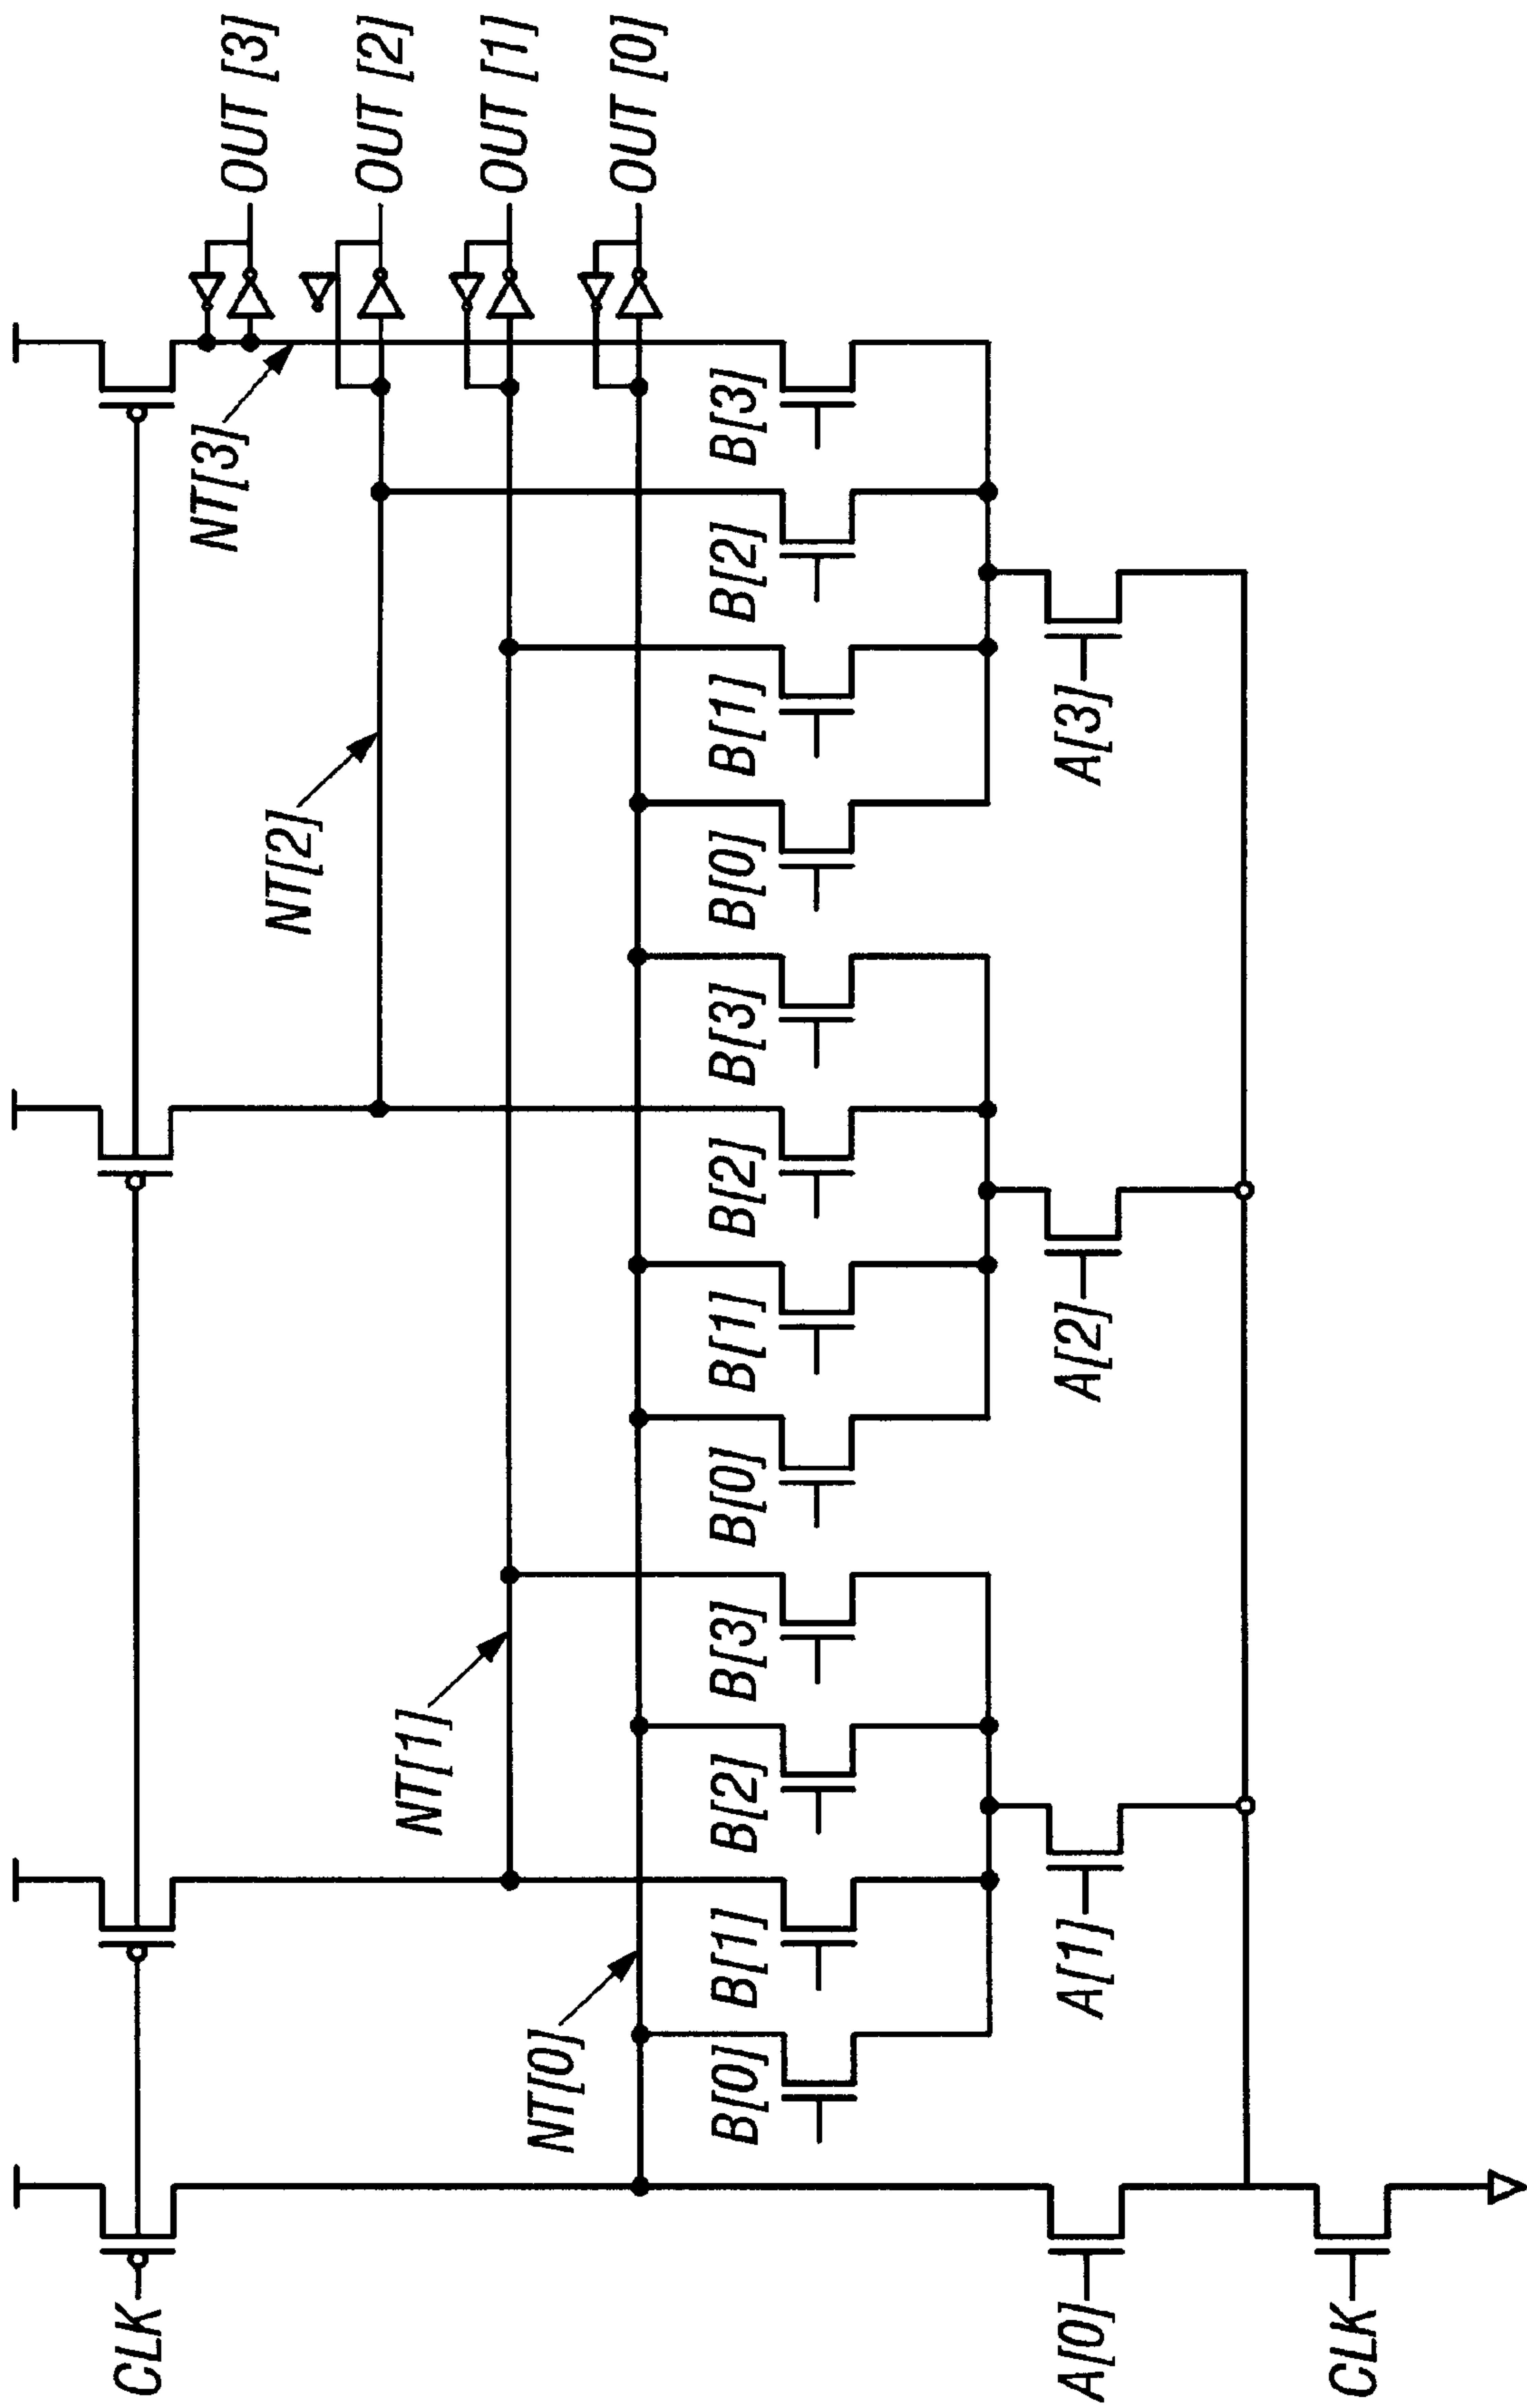 OUT [3]
OUT [2]
OUT [1]
OUT [0]
NT[3]
NT[2]
NT[1]
NT[0]
B[0]
B[1]
B[2]
B[3]
B[0]
B[1]
B[2]
B[3]
B[0]
B[1]
B[2]
B[3]
A[0]
A[1]
A[2]
A[3]
CLK
CLK